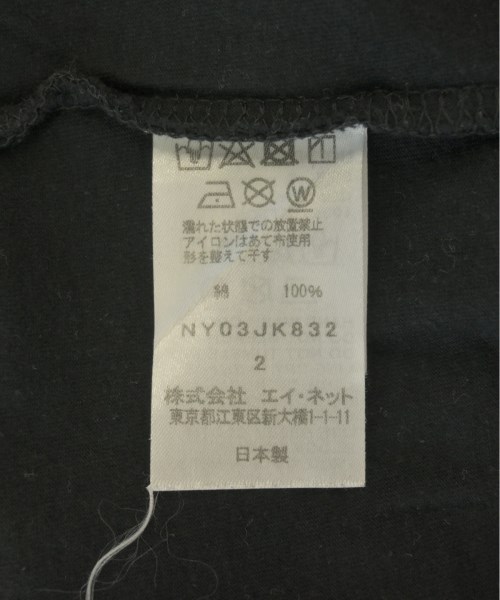 濡れた状態での放置禁止
アイロンはあて布使用
形を整えて干す
綿 100%
NY03JK832
2
株式会社 エイ・ネット
東京都江東区新大橋1-1-11
日本製